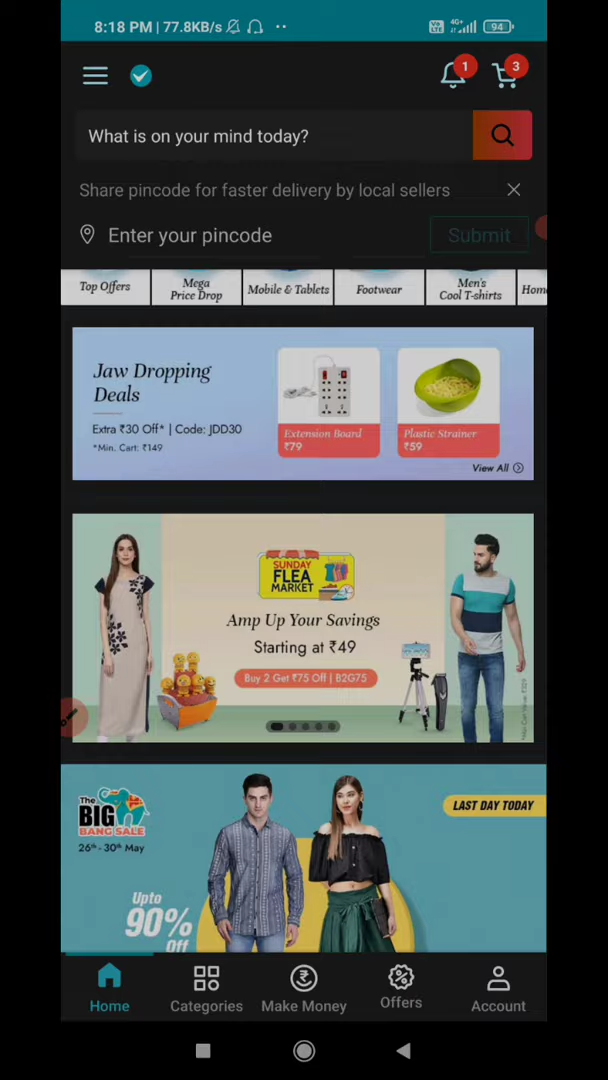 8:18 PM | 77.8KB/s
4G+
94
1
3
What is on your mind today?
Share pincode for faster delivery by local sellers
Enter your pincode
Submit
Top Offers
Mega
Price Drop
Mobile & Tablets
Footwear
Men's
Cool T-shirts
Hom
Jaw Dropping
Deals
Extra ₹30 Off* | Code: JDD30
*Min. Cart: ₹149
Extension Board
₹79
Plastic Strainer
₹59
View All
SUNDAY
FLEA
MARKET
Amp Up Your Savings
Starting at ₹49
Buy 2 Get ₹75 Off | B2G75
The
BIG
BANG SALE
26th - 30th May
LAST DAY TODAY
Upto
90%
Off
Home
Categories
Make Money
Offers
Account